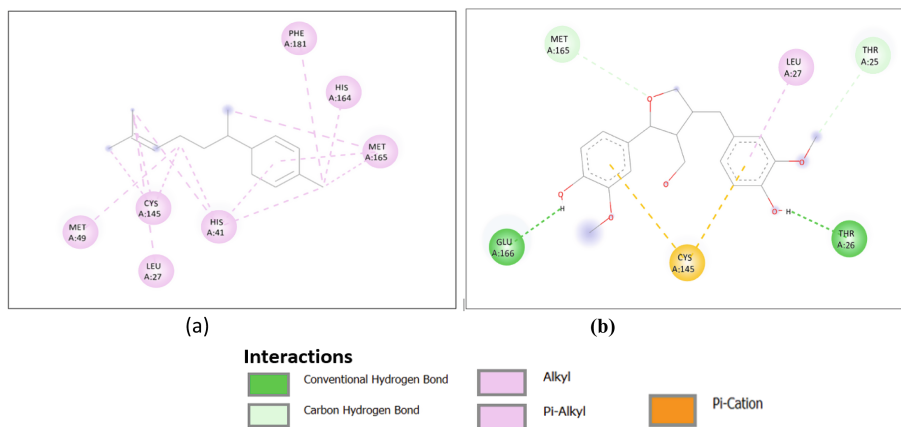 PHE
A:181
HIS
A:164
MET
A:165
CYS
A:145
HIS
A:41
MET
A:49
LEU
A:27
(a)
MET
A:165
THR
A:25
LEU
A:27
O
O
O
H
O
O
O
O
H
GLU
A:166
CYS
A:145
THR
A:26
(b)
Interactions
Conventional Hydrogen Bond
Carbon Hydrogen Bond
Alkyl
Pi-Alkyl
Pi-Cation